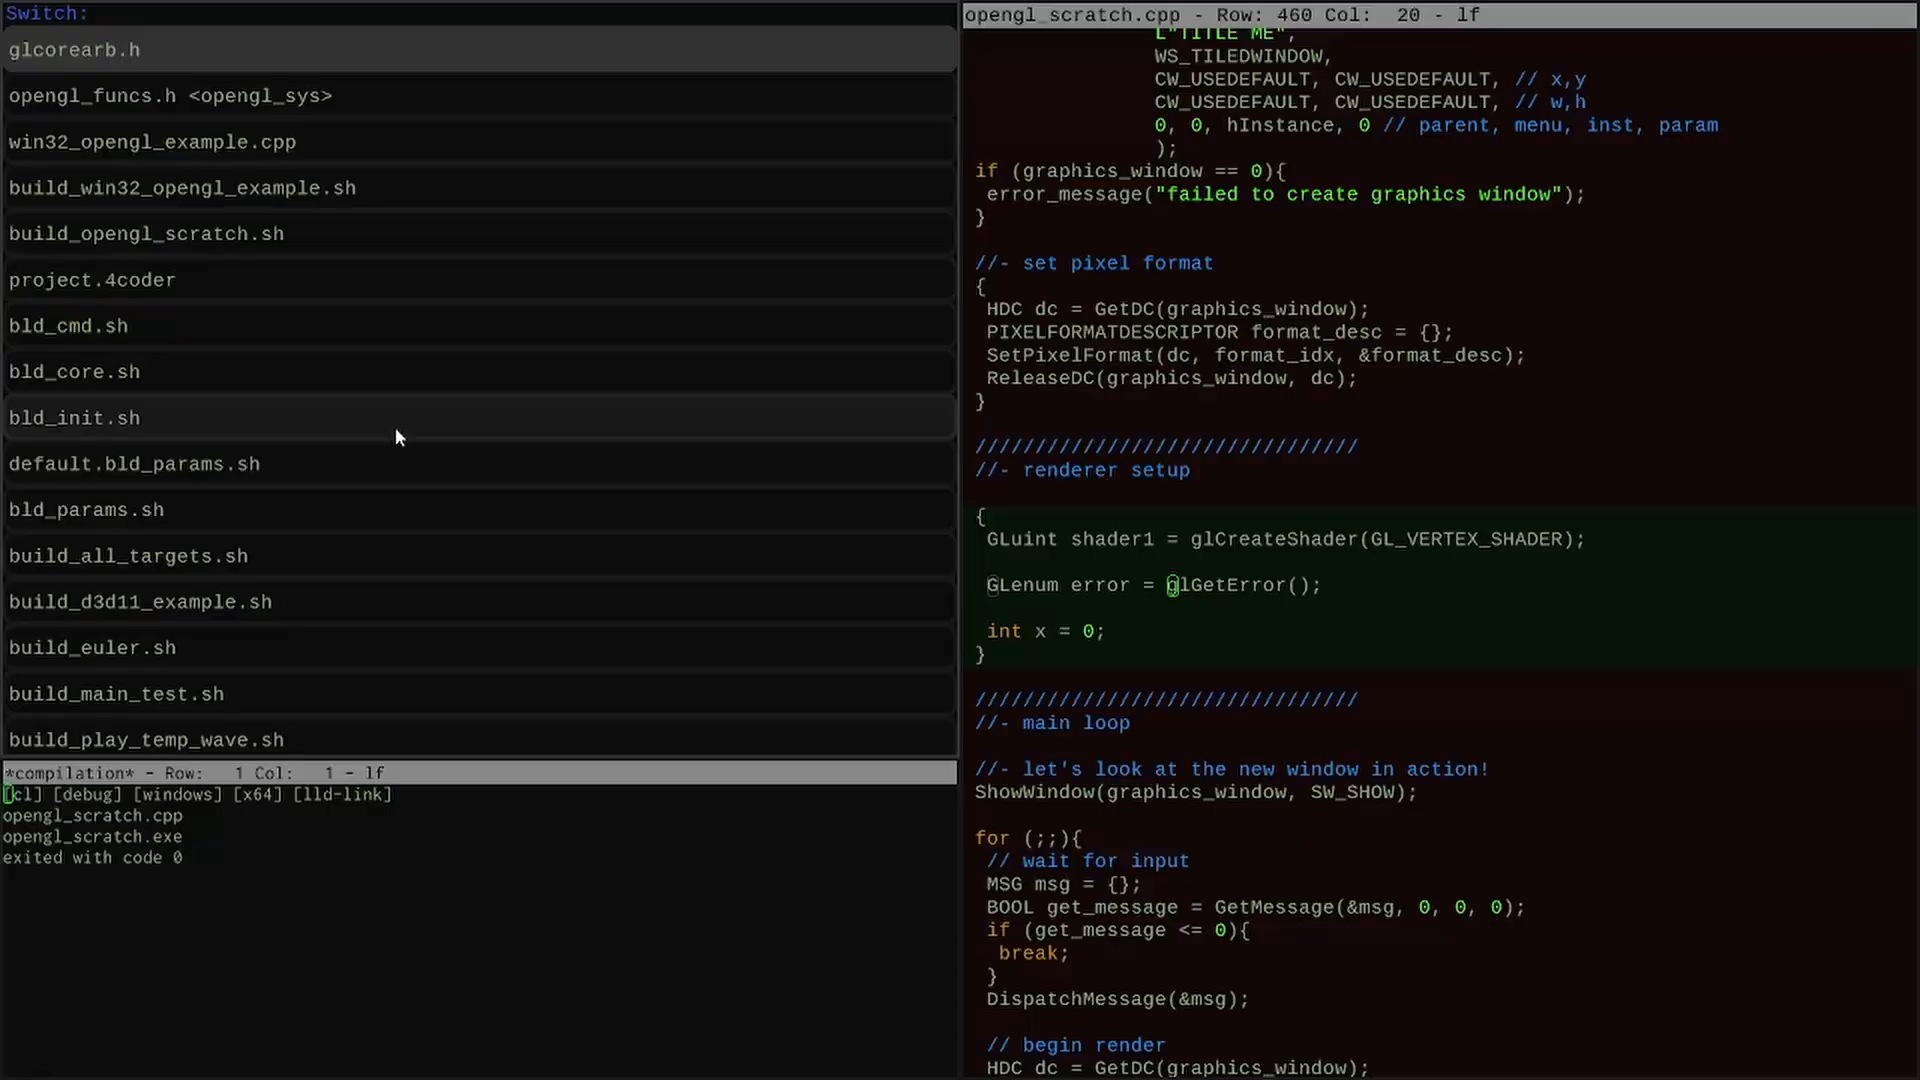 Switch:
glcorearb.h
opengl_funcs.h <opengl_sys>
win32_opengl_example.cpp
build_win32_opengl_example.sh
build_opengl_scratch.sh
project.4coder
bld_cmd.sh
bld_core.sh
bld_init.sh
default.bld_params.sh
bld_params.sh
build_all_targets.sh
build_d3d11_example.sh
build_euler.sh
build_main_test.sh
build_play_temp_wave.sh
*compilation* - Row:   1 Col:   1 - lf
[cl] [debug] [windows] [x64] [lld-link]
opengl_scratch.cpp
opengl_scratch.exe
exited with code 0
opengl_scratch.cpp - Row: 460 Col:  20 - lf
L"TITLE ME",
WS_TILEDWINDOW,
CW_USEDEFAULT, CW_USEDEFAULT, // x,y
CW_USEDEFAULT, CW_USEDEFAULT, // w,h
0, 0, hInstance, 0 // parent, menu, inst, param
);
if (graphics_window == 0){
error_message("failed to create graphics window");
}
//- set pixel format
{
HDC dc = GetDC(graphics_window);
PIXELFORMATDESCRIPTOR format_desc = {};
SetPixelFormat(dc, format_idx, &format_desc);
ReleaseDC(graphics_window, dc);
}
////////////////////////////////
//- renderer setup
{
GLuint shader1 = glCreateShader(GL_VERTEX_SHADER);
GLenum error = glGetError();
int x = 0;
}
////////////////////////////////
//- main loop
//- let's look at the new window in action!
ShowWindow(graphics_window, SW_SHOW);
for (;;){
// wait for input
MSG msg = {};
BOOL get_message = GetMessage(&msg, 0, 0, 0);
if (get_message <= 0){
break;
}
DispatchMessage(&msg);
// begin render
HDC dc = GetDC(graphics_window);